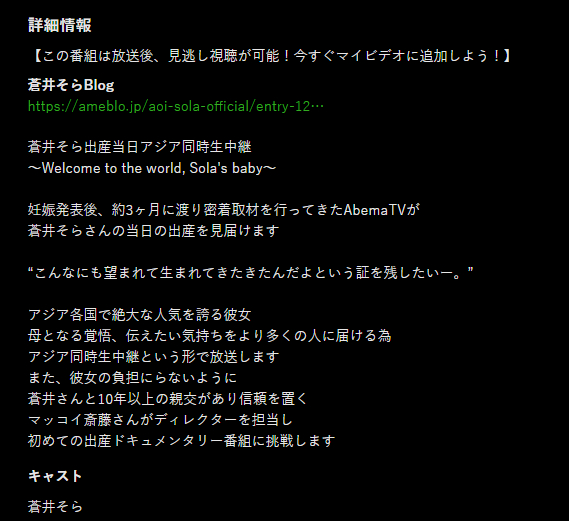 詳細情報
【この番組は放送後、見逃し視聴が可能！今すぐマイビデオに追加しよう！】
蒼井そらBlog
https://ameblo.jp/aoi-sola-official/entry-12…
蒼井そら出産当日アジア同時生中継
～Welcome to the world, Sola's baby～
妊娠発表後、約3ヶ月に渡り密着取材を行ってきたAbemaTVが
蒼井そらさんの当日の出産を見届けます
“こんなにも望まれて生まれてきたきたんだよという証を残したいー。”
アジア各国で絶大な人気を誇る彼女
母となる覚悟、伝えたい気持ちをより多くの人に届ける為
アジア同時生中継という形で放送します
また、彼女の負担にらないように
蒼井さんと10年以上の親交があり信頼を置く
マッコイ斎藤さんがディレクターを担当し
初めての出産ドキュメンタリー番組に挑戦します
キャスト
蒼井そら